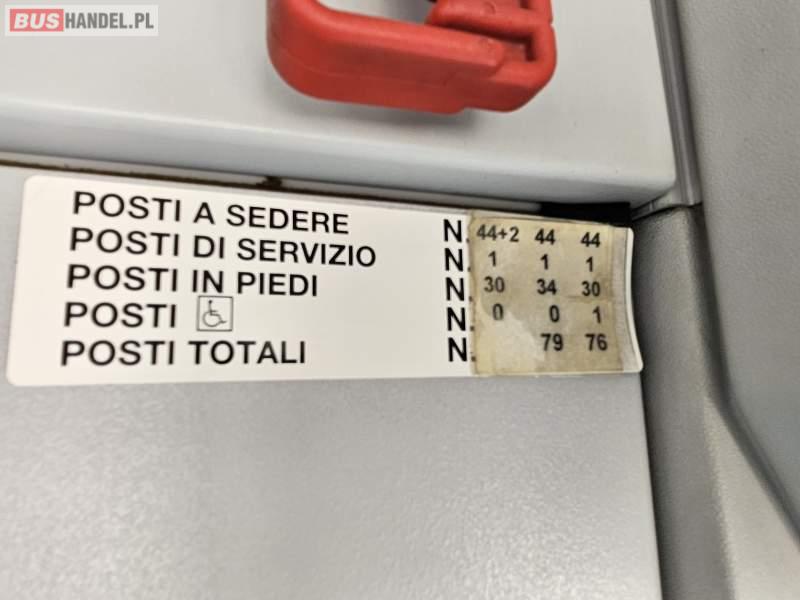 BUSHANDEL.PL
POSTI A SEDERE N. 44+2 44 44
POSTI DI SERVIZIO N. 1 1 1
POSTI IN PIEDI N. 30 34 30
POSTI N. 0 0 1
POSTI TOTALI N. 79 76